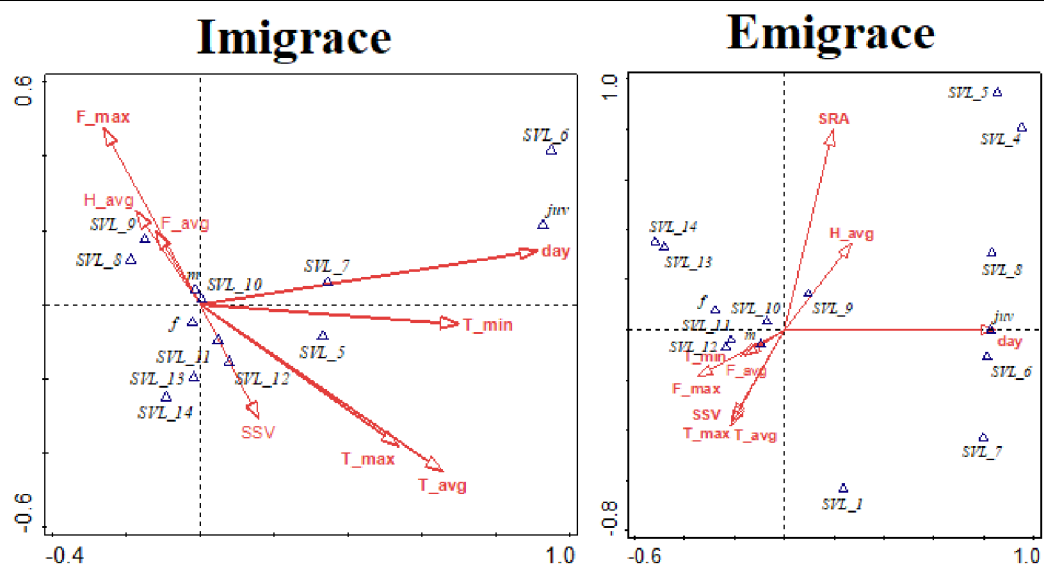 Imigrace
0.6
F_max
H_avg
F_avg
SVL_9
SVL_8
m
SVL_10
SVL_7
SVL_6
juv
day
T_min
f
SVL_5
SVL_11
SVL_12
SVL_13
SVL_14
SSV
T_max
T_avg
-0.6
-0.4
1.0
Emigrace
1.0
SVL_5
SVL_4
SRA
H_avg
SVL_14
SVL_13
SVL_8
f
SVL_10
SVL_9
SVL_11
m
juv
SVL_12
day
T_min
F_avg
SVL_6
F_max
SSV
T_max
T_avg
SVL_7
SVL_1
-0.8
-0.6
1.0